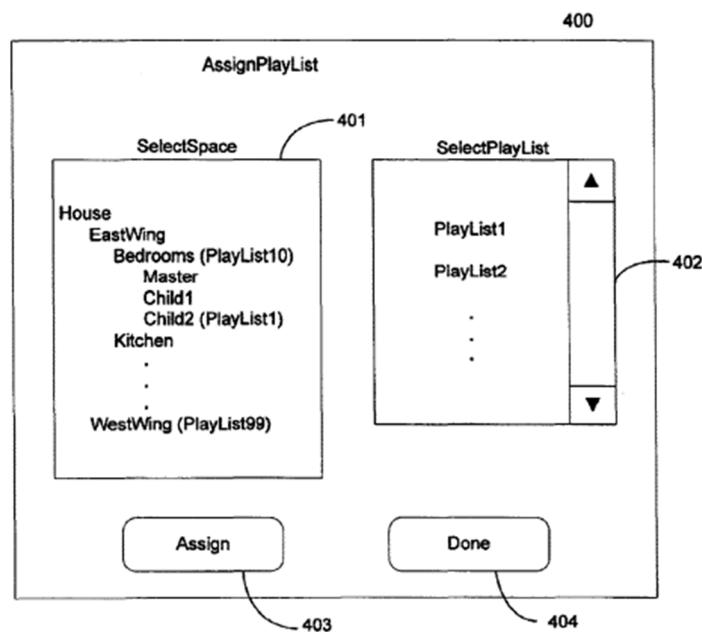 400
AssignPlayList
401
SelectSpace
SelectPlayList
House
EastWing
Bedrooms (PlayList10)
Master
Child1
Child2 (PlayList1)
Kitchen
.
.
.
WestWing (PlayList99)
▲
PlayList1
PlayList2
.
.
.
402
▼
Assign
Done
403
404